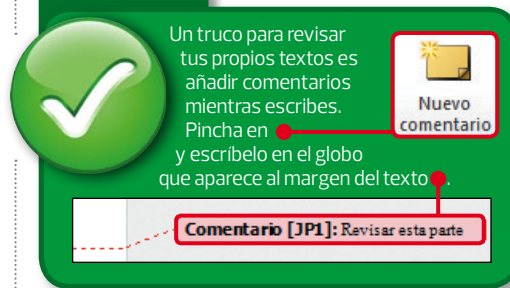 Un truco para revisar
tus propios textos es
añadir comentarios
mientras escribes.
Pincha en
y escríbelo en el globo
que aparece al margen del texto .
Nuevo
comentario
Comentario [JP1]: Revisar esta parte